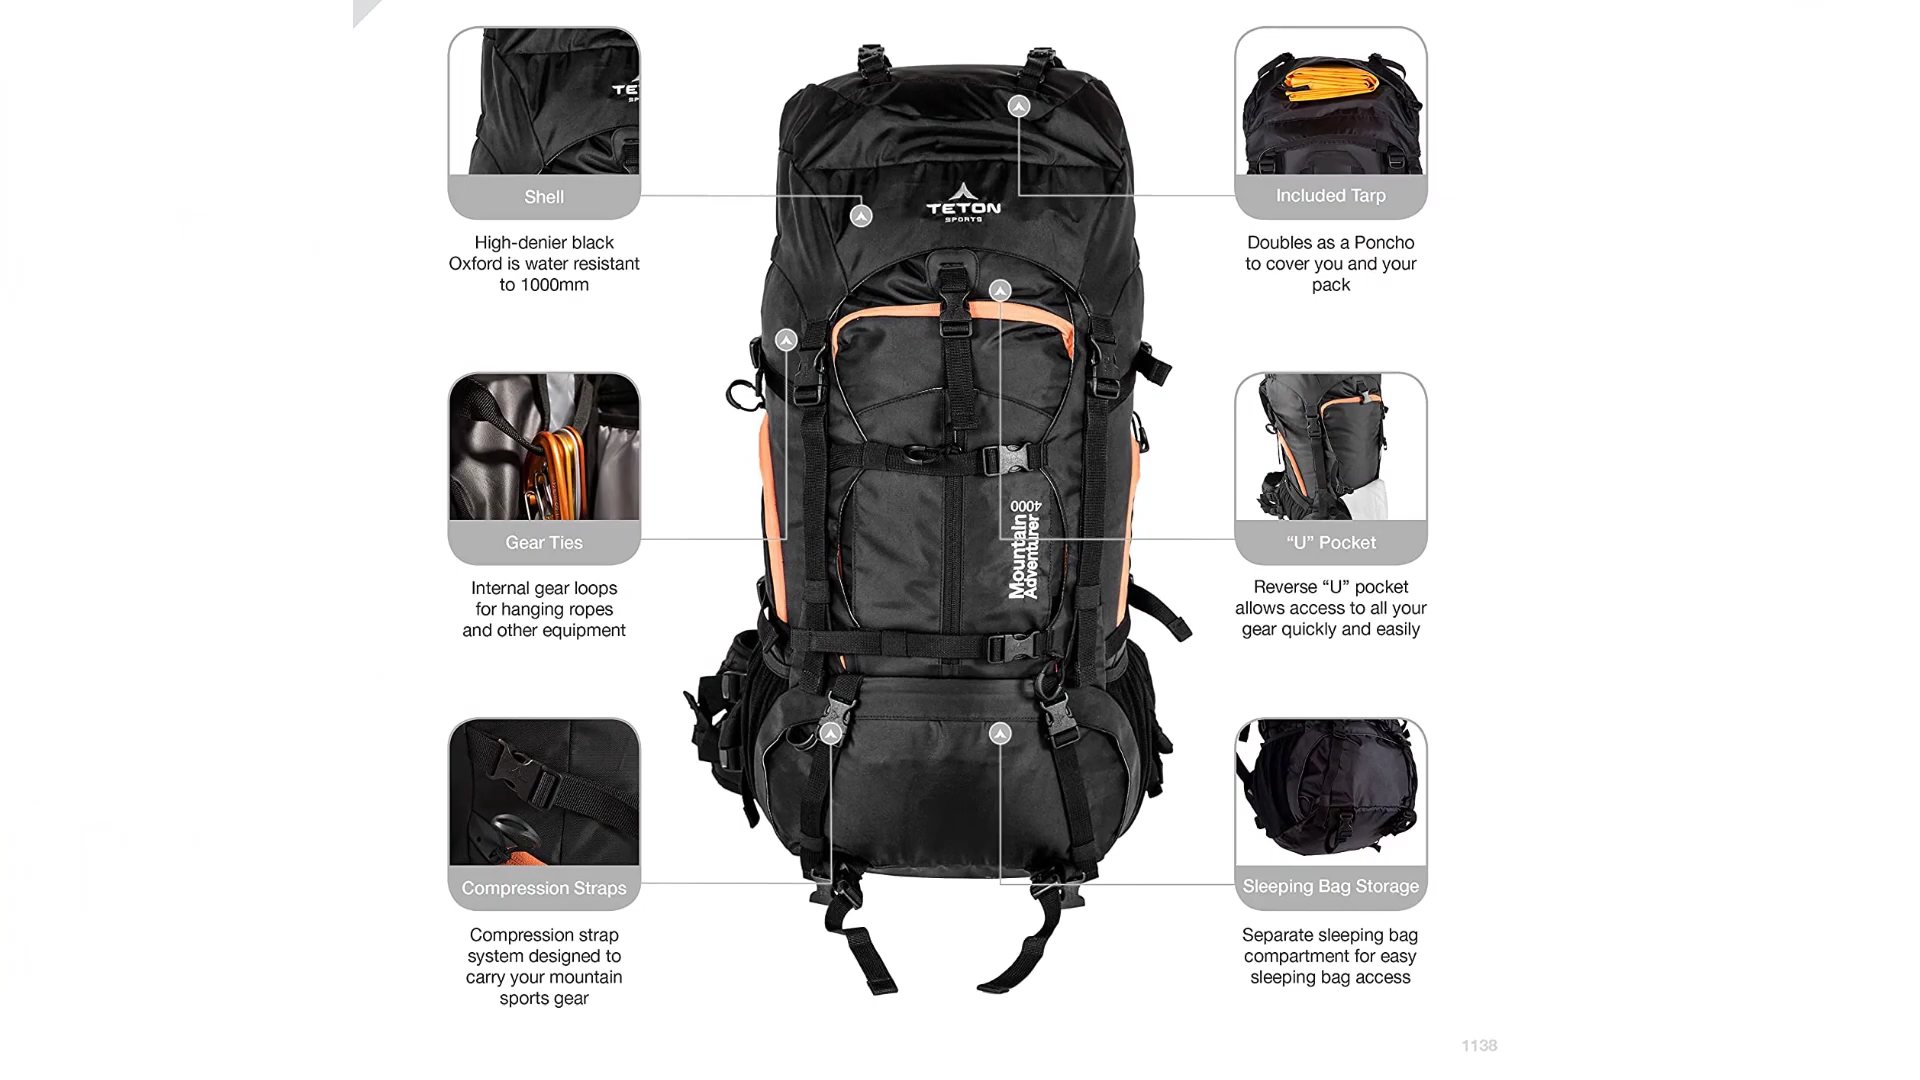 TE
SP
Shell
High-denier black
Oxford is water resistant
to 1000mm
Gear Ties
Internal gear loops
for hanging ropes
and other equipment
Compression Straps
Compression strap
system designed to
carry your mountain
sports gear
TETON
SPORTS
Mountain
Adventurer
4000
Included Tarp
Doubles as a Poncho
to cover you and your
pack
“U” Pocket
Reverse “U” pocket
allows access to all your
gear quickly and easily
Sleeping Bag Storage
Separate sleeping bag
compartment for easy
sleeping bag access
1138